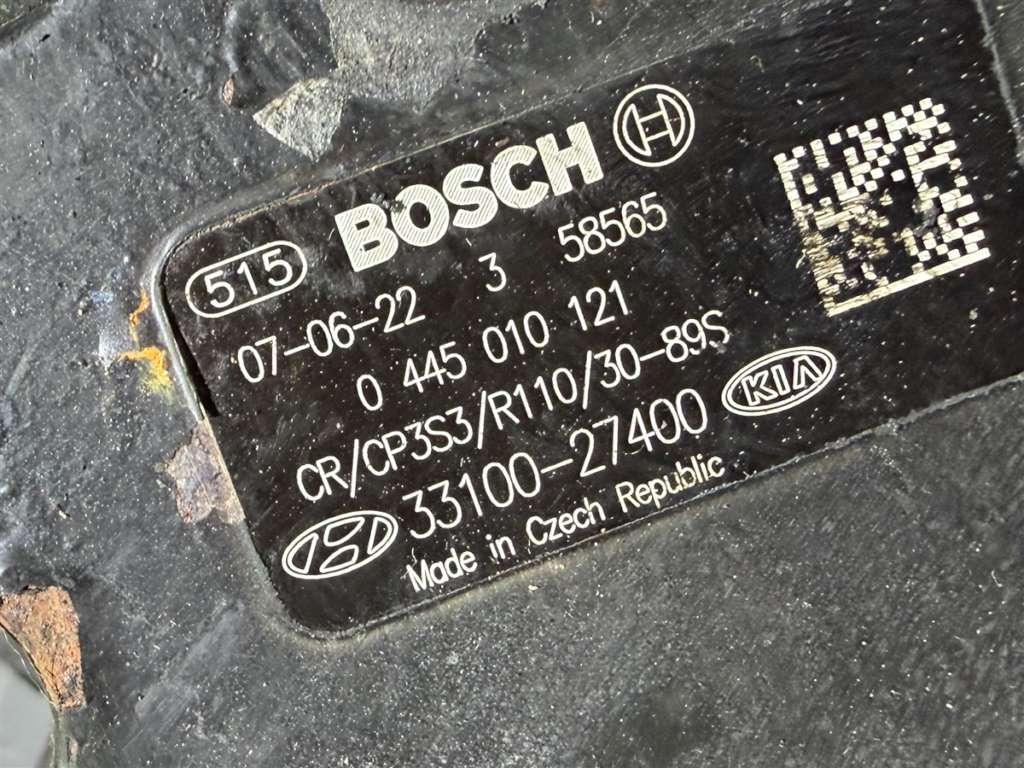 BOSCH
515
07-06-22 3 58565
0 445 010 121
CR/CP3S3/R110/30-89S
33100-27400 KIA
Made in Czech Republic